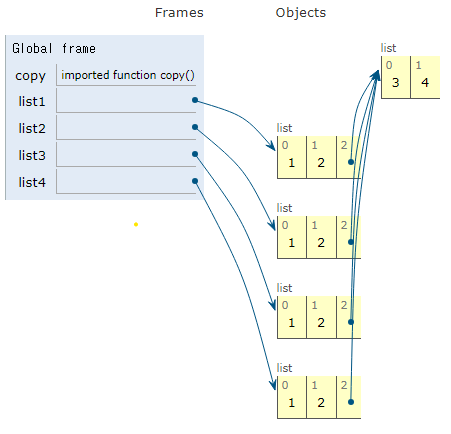 Frames Objects
Global frame
copy imported function copy()
list1
list2
list3
list4
list
0 1
3 4
list
0 1 2
1 2
list
0 1 2
1 2
list
0 1 2
1 2
list
0 1 2
1 2